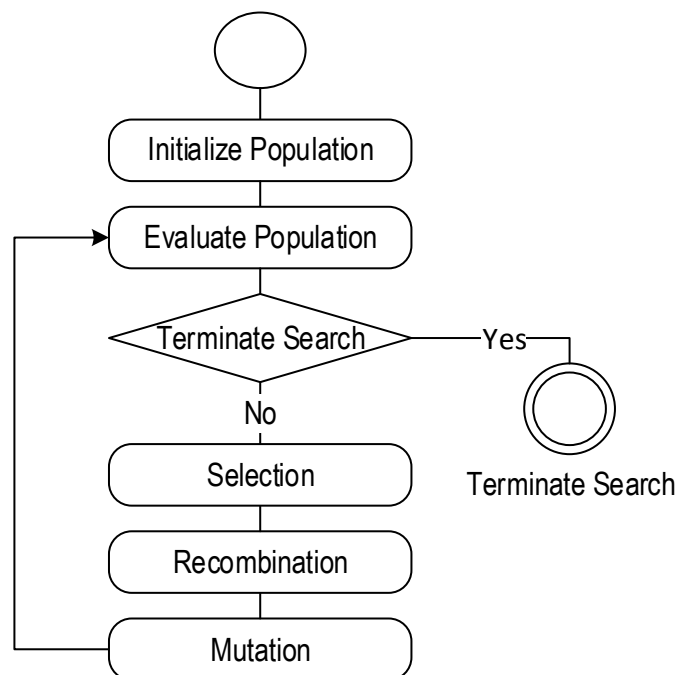 Initialize Population
Evaluate Population
Terminate Search
Yes
No
Selection
Terminate Search
Recombination
Mutation